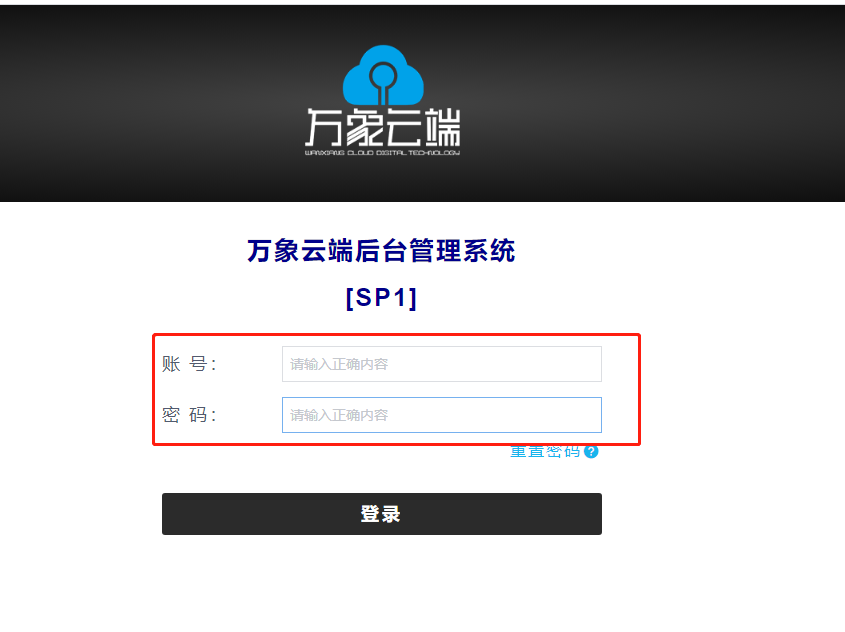 万象云端
WANXIANG CLOUD DIGITAL TECHNOLOGY
万象云端后台管理系统
[SP1]
账 号: 请输入正确内容
密 码: 请输入正确内容
重置密码?
登录